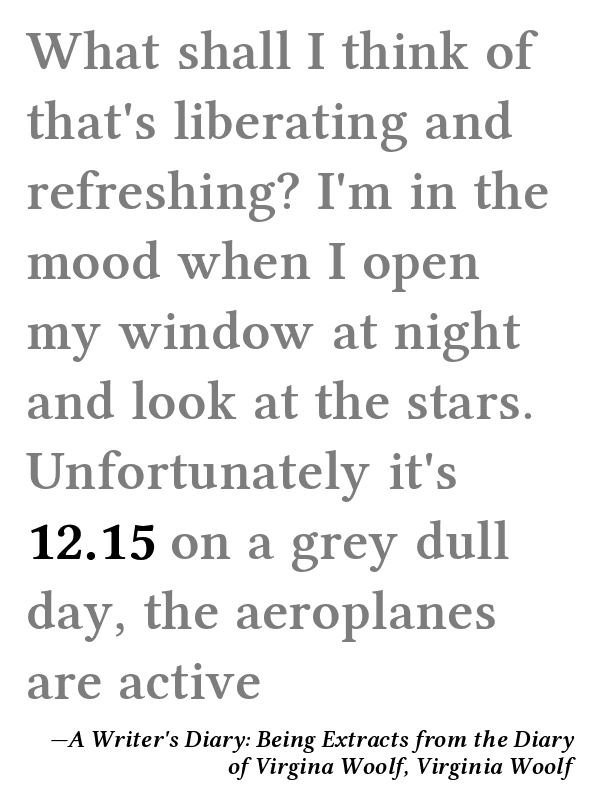 What shall I think of
that's liberating and
refreshing? I'm in the
mood when I open
my window at night
and look at the stars.
Unfortunately it's
12.15 on a grey dull
day, the aeroplanes
are active
—A Writer's Diary: Being Extracts from the Diary
of Virgina Woolf, Virginia Woolf